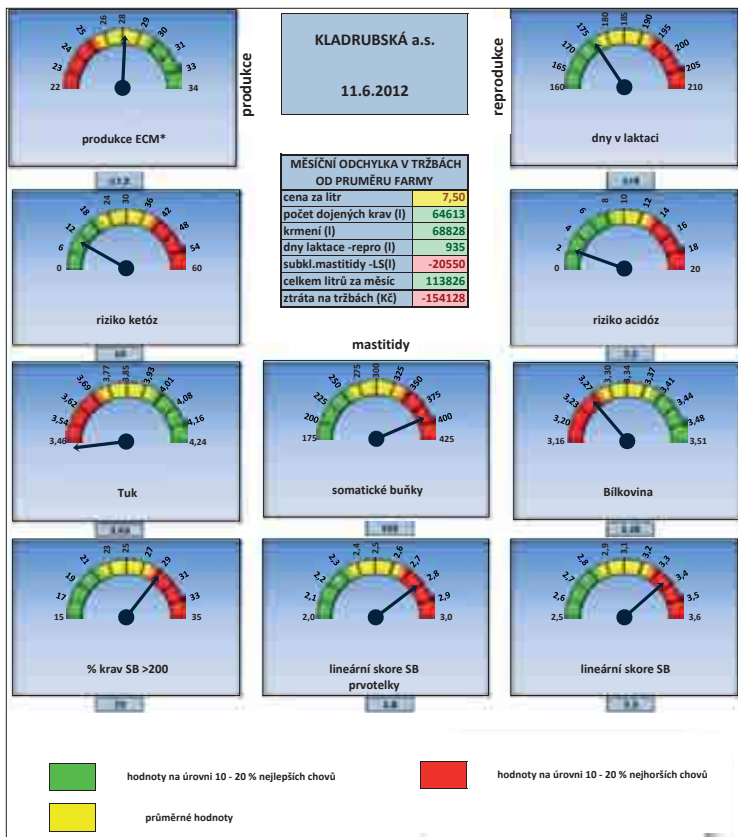 KLADRUBSKÁ a.s.
11.6.2012
produkce
reprodukce
22 23 24 25 26 28 29 30 31 33 34
produkce ECM*
160 165 170 175 180 185 190 195 200 205 210
dny v laktaci
MĚSÍČNÍ ODCHYLKA V TRŽBÁCH
OD PRUMĚRU FARMY
cena za litr 7,50
počet dojených krav (l) 64613
krmení (l) 68828
dny laktace -repro (l) 935
subkl.mastitidy -LS(l) -20550
celkem litrů za měsíc 113826
ztráta na tržbách (Kč) -154128
0 6 12 18 24 30 36 42 48 54 60
riziko ketóz
0 2 4 6 8 10 12 14 16 18 20
riziko acidóz
mastitidy
3,46 3,54 3,62 3,69 3,77 3,85 3,93 4,01 4,08 4,16 4,24
Tuk
175 200 225 250 275 300 325 350 375 400 425
somatické buňky
3,16 3,20 3,23 3,27 3,30 3,34 3,37 3,41 3,44 3,48 3,51
Bílkovina
15 17 19 21 23 25 27 29 31 33 35
% krav SB >200
2,0 2,1 2,2 2,3 2,4 2,5 2,6 2,7 2,8 2,9 3,0
lineární skore SB
prvotelky
2,5 2,6 2,7 2,8 2,9 3,1 3,2 3,3 3,4 3,5 3,6
lineární skore SB
hodnoty na úrovni 10 - 20 % nejlepších chovů
hodnoty na úrovni 10 - 20 % nejhorších chovů
průměrné hodnoty